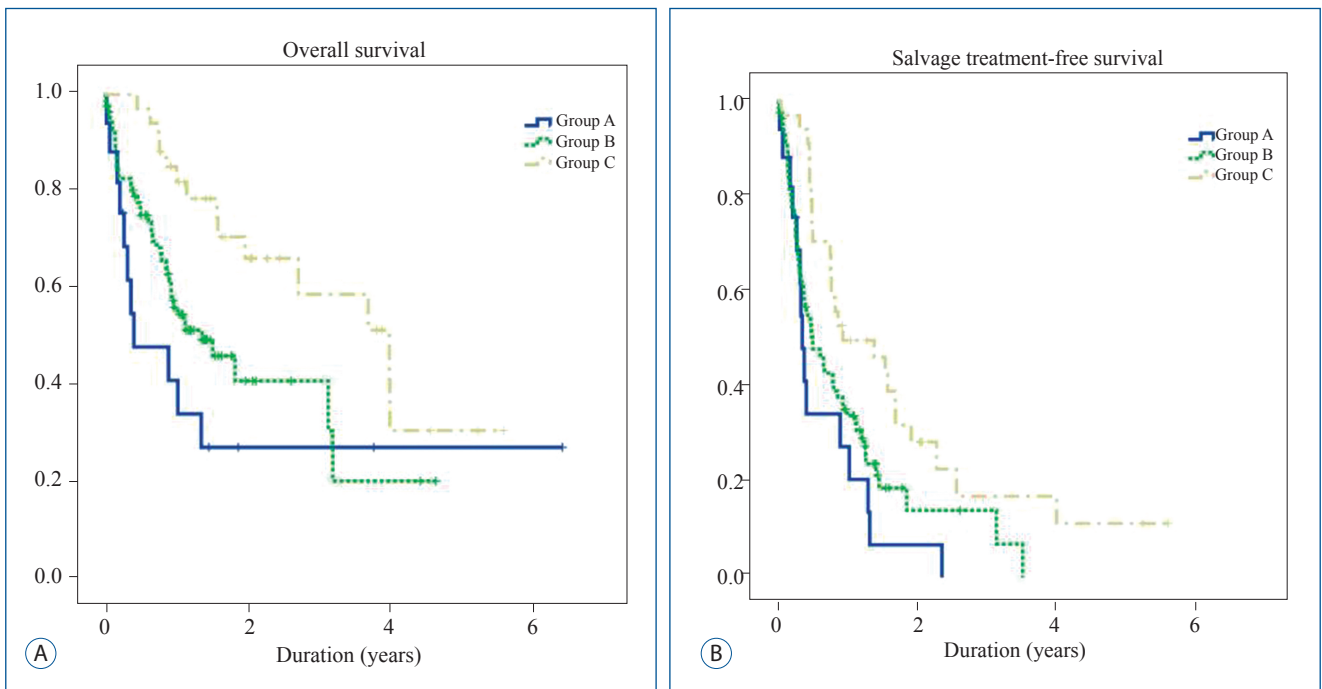 Overall survival
1.0
0.8
0.6
0.4
0.2
0.0
Group A
Group B
Group C
0 2 4 6
Duration (years)
A
Salvage treatment-free survival
1.0
0.8
0.6
0.4
0.2
0.0
Group A
Group B
Group C
0 2 4 6
Duration (years)
B